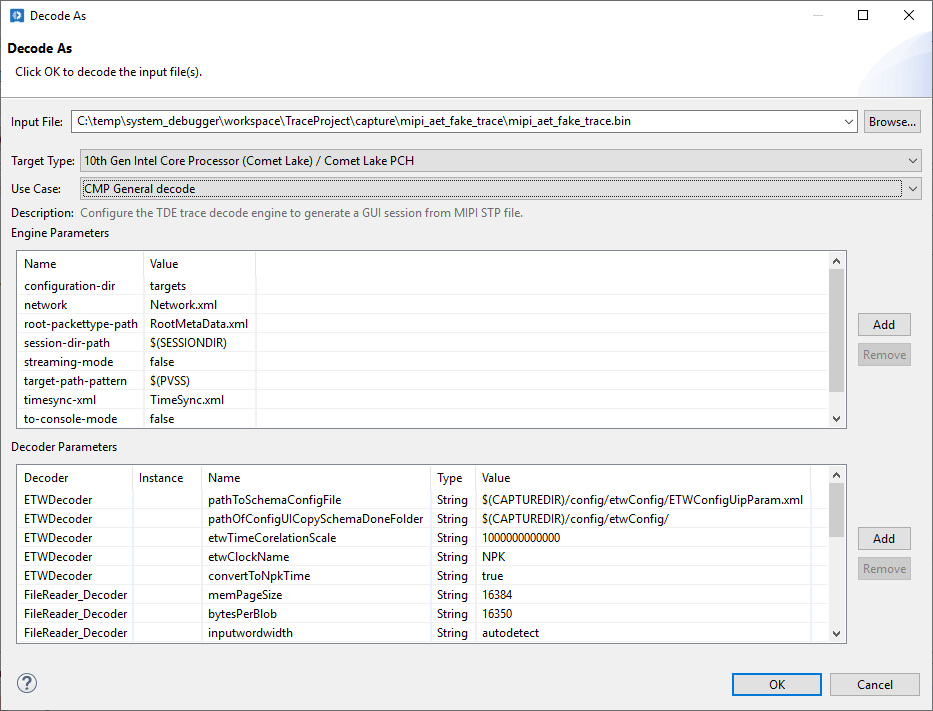 Decode As
Decode As
Click OK to decode the input file(s).
Input File: C:\temp\system_debugger\workspace\TraceProject\capture\mipi_aet_fake_trace\mipi_aet_fake_trace.bin Browse...
Target Type: 10th Gen Intel Core Processor (Comet Lake) / Comet Lake PCH
Use Case: CMP General decode
Description: Configure the TDE trace decode engine to generate a GUI session from MIPI STP file.
Engine Parameters
Name Value
configuration-dir targets
network Network.xml
root-packettype-path RootMetaData.xml
session-dir-path $(SESSIONDIR)
streaming-mode false
target-path-pattern $(PVSS)
timesync-xml TimeSync.xml
to-console-mode false
Add
Remove
Decoder Parameters
Decoder Instance Name Type Value
ETWDecoder pathToSchemaConfigFile String $(CAPTUREDIR)/config/etwConfig/ETWConfigUipParam.xml
ETWDecoder pathOfConfigUICopySchemaDoneFolder String $(CAPTUREDIR)/config/etwConfig/
ETWDecoder etwTimeCorelationScale String 1000000000000
ETWDecoder etwClockName String NPK
ETWDecoder convertToNpkTime String true
FileReader_Decoder memPageSize String 16384
FileReader_Decoder bytesPerBlob String 16350
FileReader_Decoder inputwordwidth String autodetect
Add
Remove
?
OK Cancel